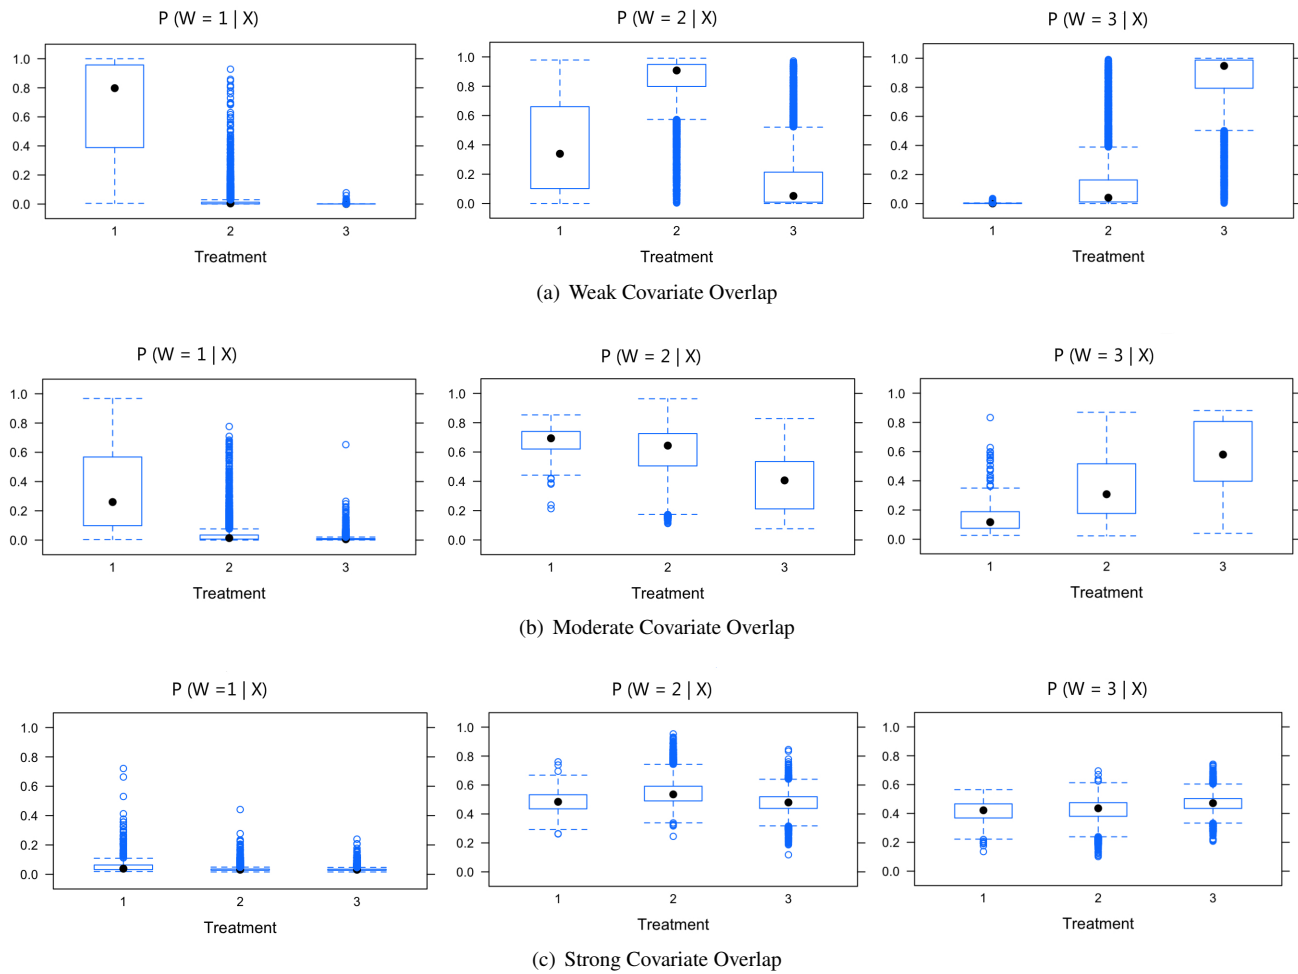 P (W = 1 | X) P (W = 2 | X) P (W = 3 | X)
1.0 1.0 1.0
0.8 0.8 0.8
0.6 0.6 0.6
0.4 0.4 0.4
0.2 0.2 0.2
0.0 0.0 0.0
1 2 3 1 2 3 1 2 3
Treatment Treatment Treatment
(a) Weak Covariate Overlap
P (W = 1 | X) P (W = 2 | X) P (W = 3 | X)
1.0 1.0 1.0
0.8 0.8 0.8
0.6 0.6 0.6
0.4 0.4 0.4
0.2 0.2 0.2
0.0 0.0 0.0
1 2 3 1 2 3 1 2 3
Treatment Treatment Treatment
(b) Moderate Covariate Overlap
P (W =1 | X) P (W = 2 | X) P (W = 3 | X)
1.0 1.0 1.0
0.8 0.8 0.8
0.6 0.6 0.6
0.4 0.4 0.4
0.2 0.2 0.2
0.0 0.0 0.0
1 2 3 1 2 3 1 2 3
Treatment Treatment Treatment
(c) Strong Covariate Overlap